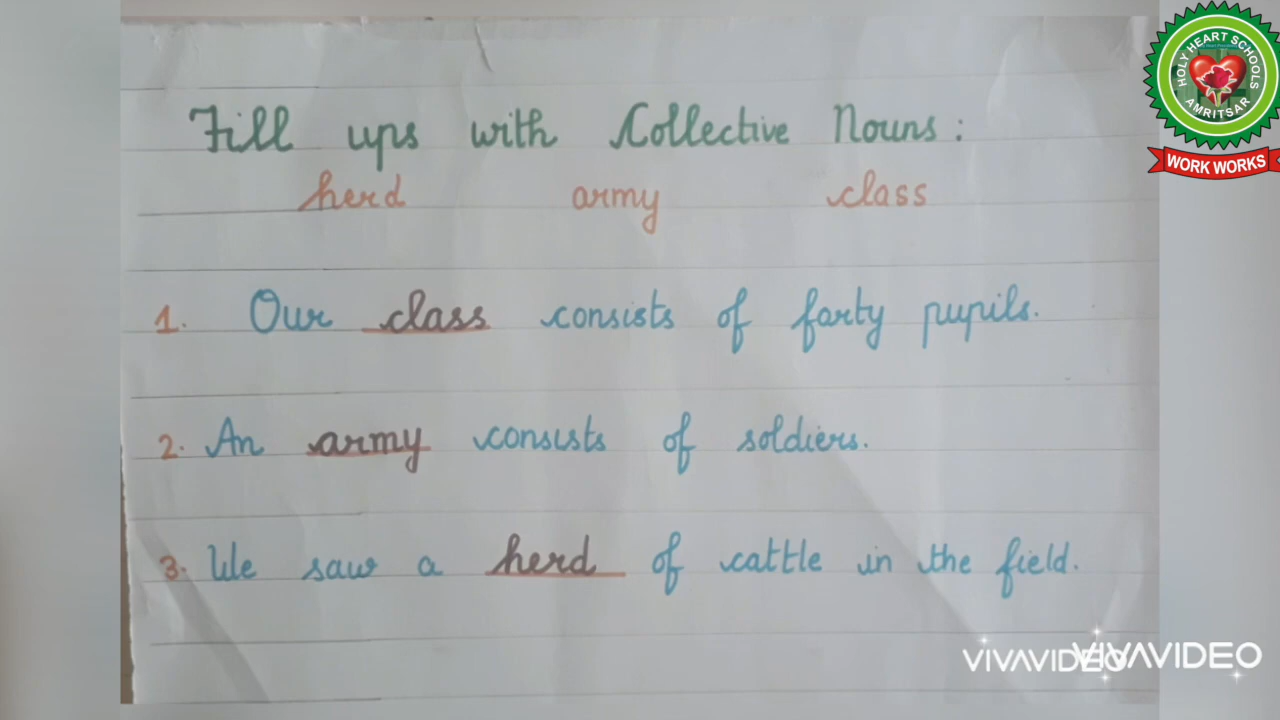 Fill ups with Collective Nouns:
herd army class
1. Our class consists of forty pupils.
2. An army consists of soldiers.
3. We saw a herd of cattle in the field.
HOLY HEART SCHOOLS
AMRITSAR
WORK WORKS
VIVAVIDEO
VIVAVIDEO